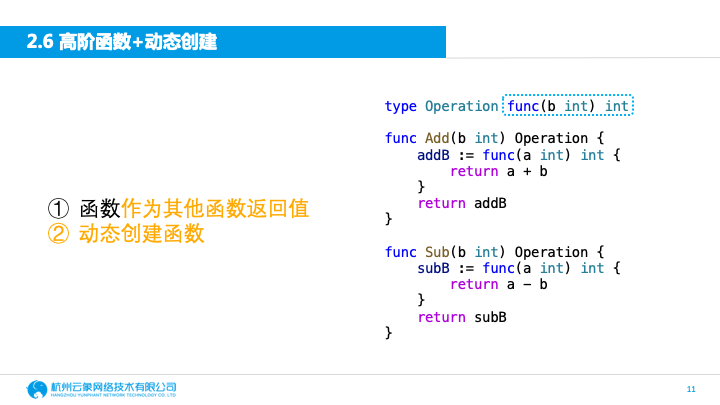 2.6 高阶函数+动态创建
① 函数作为其他函数返回值
② 动态创建函数
type Operation func(b int) int
func Add(b int) Operation {
    addB := func(a int) int {
        return a + b
    }
    return addB
}
func Sub(b int) Operation {
    subB := func(a int) int {
        return a - b
    }
    return subB
}
杭州云象网络技术有限公司
HANGZHOU YUNPHANT NETWORK TECHNOLOGY CO. LTD
11